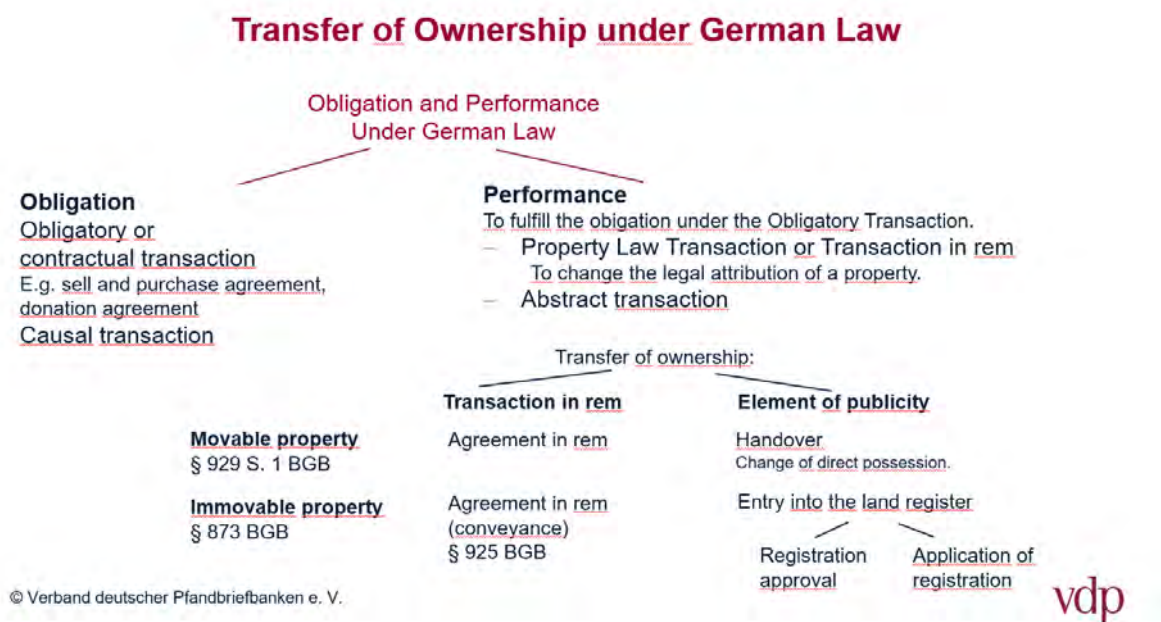 Transfer of Ownership under German Law
Obligation and Performance
Under German Law
Obligation
Obligatory or
contractual transaction
E.g. sell and purchase agreement,
donation agreement
Causal transaction
Performance
To fulfill the obigation under the Obligatory Transaction.
– Property Law Transaction or Transaction in rem
To change the legal attribution of a property.
– Abstract transaction
Transfer of ownership:
Transaction in rem
Element of publicity
Movable property
§ 929 S. 1 BGB
Agreement in rem
Handover
Change of direct possession.
Immovable property
§ 873 BGB
Agreement in rem
(conveyance)
§ 925 BGB
Entry into the land register
Registration
approval
Application of
registration
© Verband deutscher Pfandbriefbanken e. V.
vdp